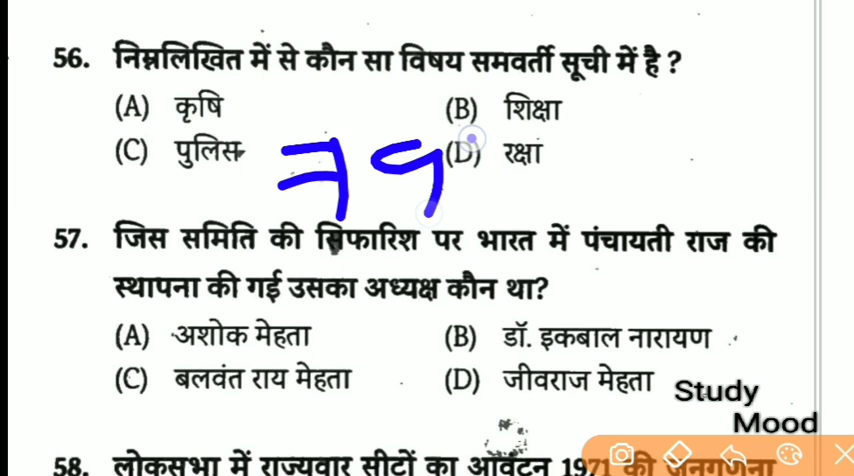 56. निम्नलिखित में से कौन सा विषय समवर्ती सूची में है ?
(A) कृषि (B) शिक्षा
(C) पुलिस (D) रक्षा
57. जिस समिति की सिफारिश पर भारत में पंचायती राज की
स्थापना की गई उसका अध्यक्ष कौन था?
(A) अशोक मेहता (B) डॉ. इकबाल नारायण
(C) बलवंत राय मेहता (D) जीवराज मेहता
Study
Mood
58. लोकसभा में राज्यवार सीटों का आवंटन 1971 की जनगणना